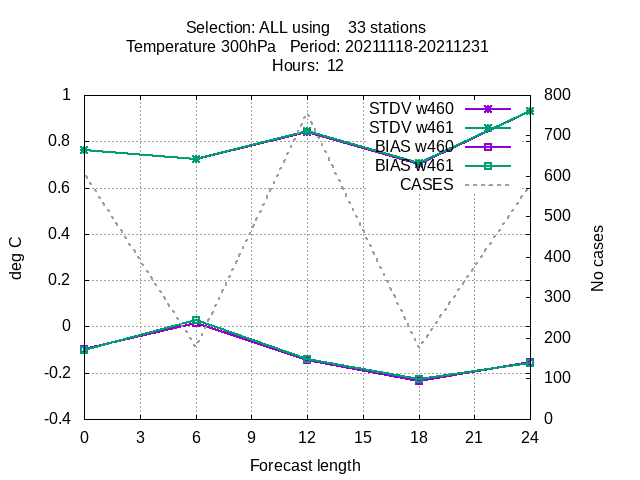 Selection: ALL using 33 stations
Temperature 300hPa Period: 20211118-20211231
Hours: 12
1
0.8
0.6
0.4
0.2
0
-0.2
-0.4
deg C
800
700
600
500
400
300
200
100
0
No cases
STDV w460
STDV w461
BIAS w460
BIAS w461
CASES
0 3 6 9 12 15 18 21 24
Forecast length